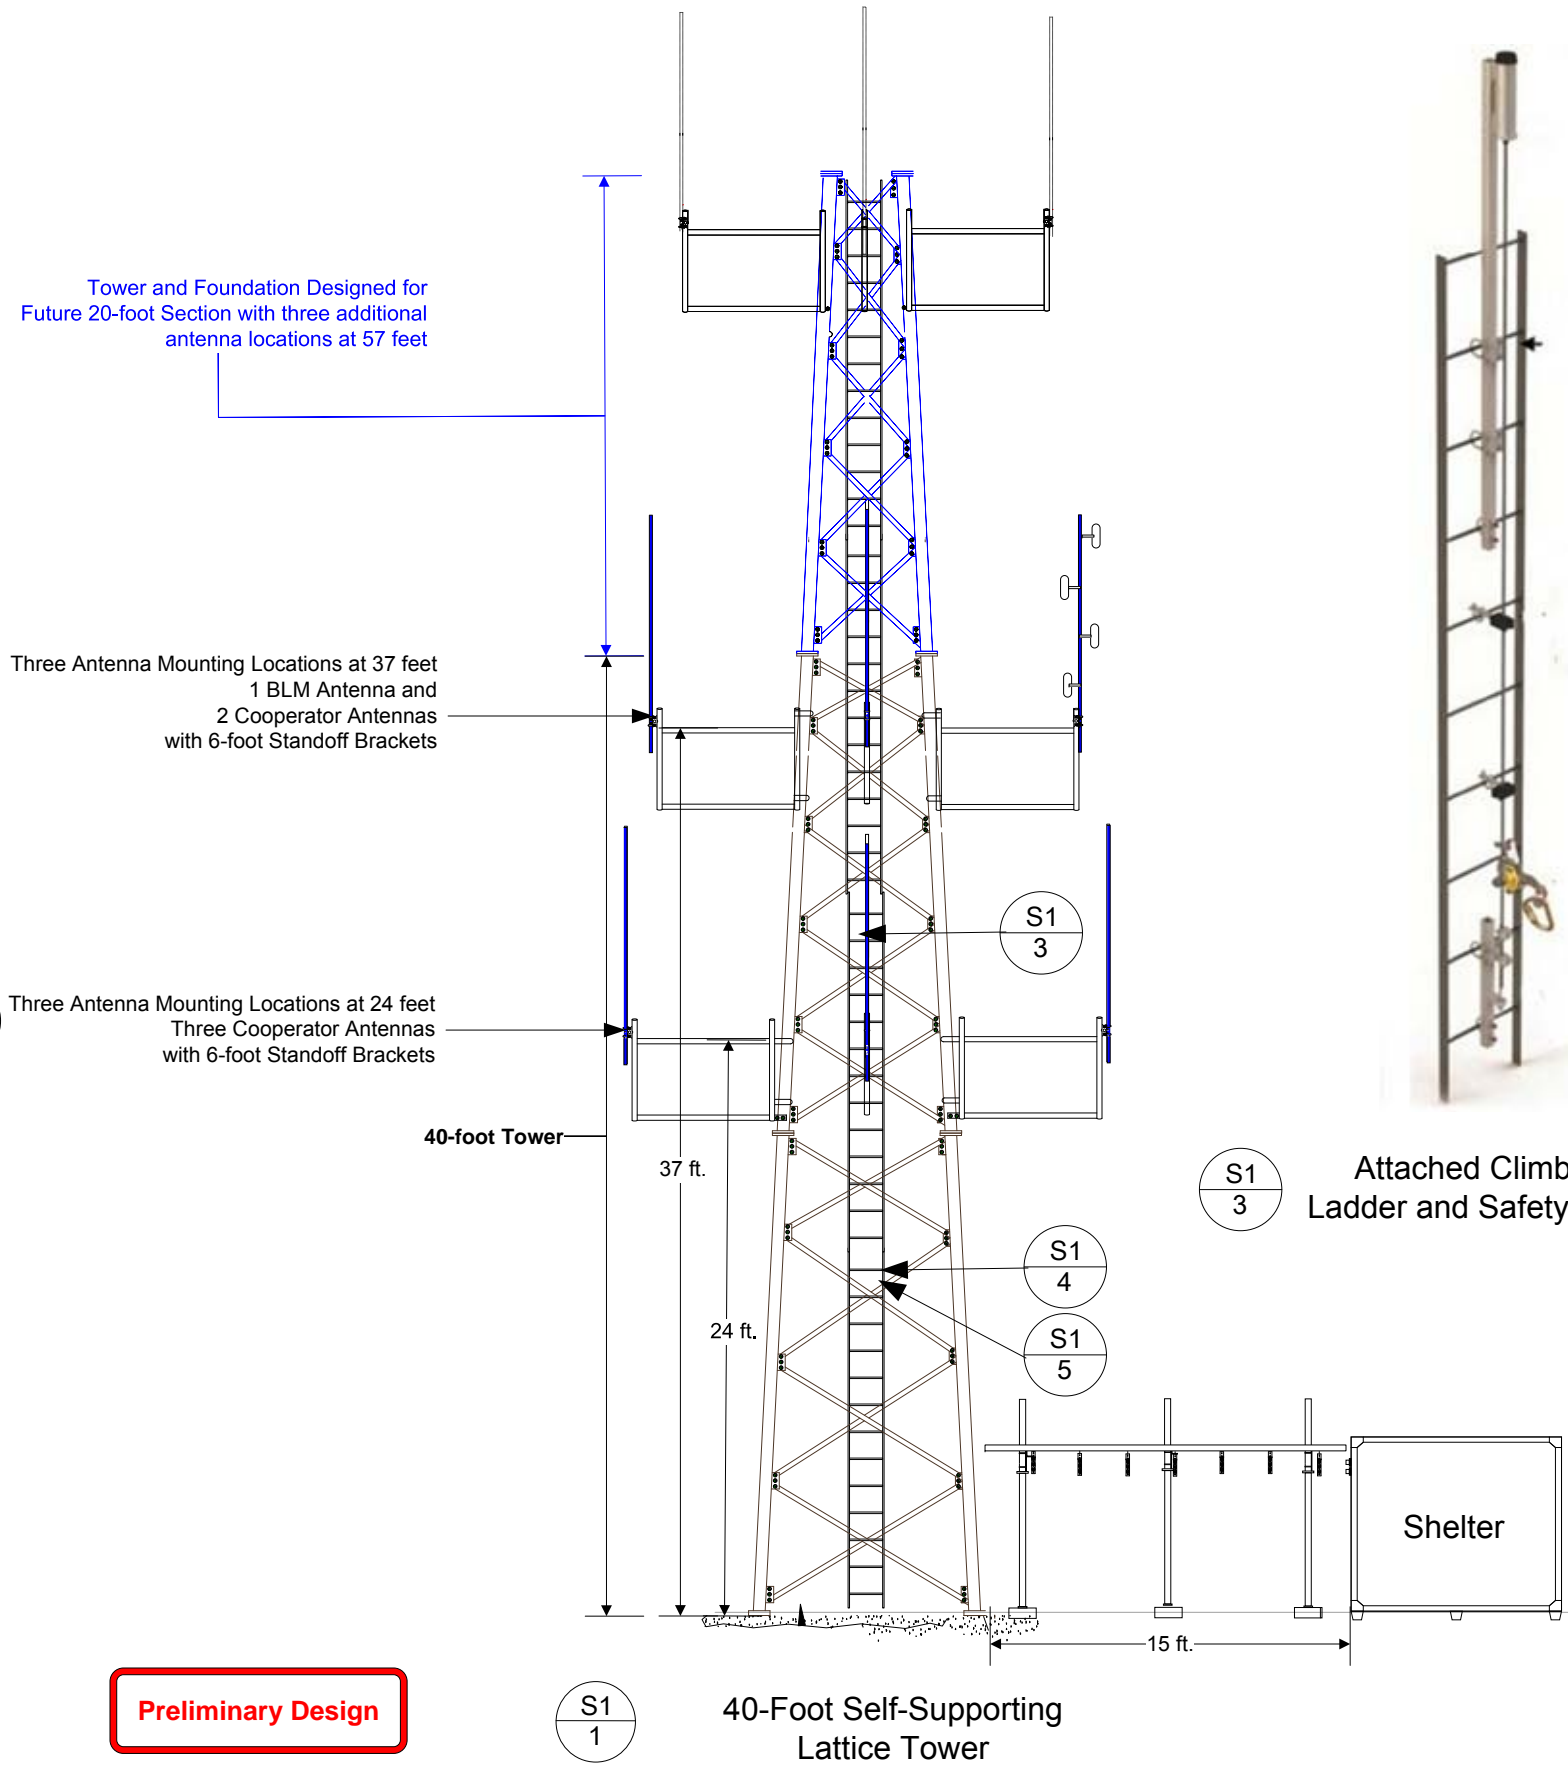 Tower and Foundation Designed for
Future 20-foot Section with three additional
antenna locations at 57 feet
Three Antenna Mounting Locations at 37 feet
1 BLM Antenna and
2 Cooperator Antennas
with 6-foot Standoff Brackets
Three Antenna Mounting Locations at 24 feet
Three Cooperator Antennas
with 6-foot Standoff Brackets
40-foot Tower
37 ft.
24 ft.
S1
3
S1
4
S1
5
S1
3
Attached Climb
Ladder and Safety
Shelter
15 ft.
Preliminary Design
S1
1
40-Foot Self-Supporting
Lattice Tower